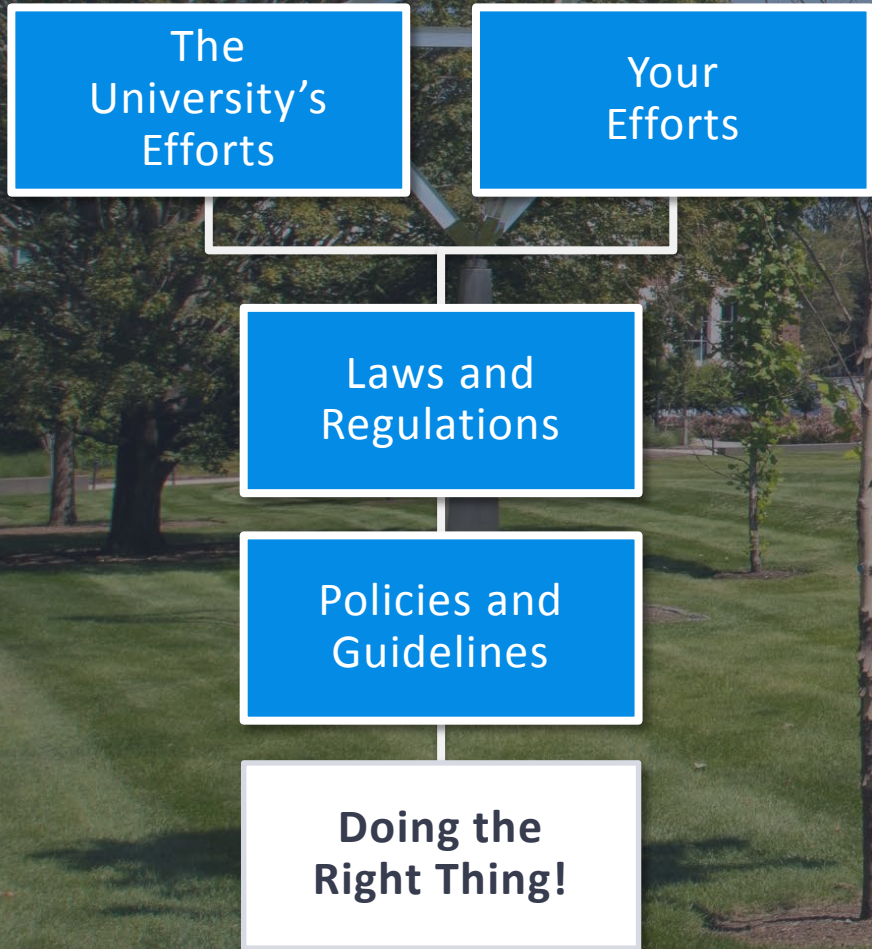 The
University’s
Efforts
Your
Efforts
Laws and
Regulations
Policies and
Guidelines
Doing the
Right Thing!